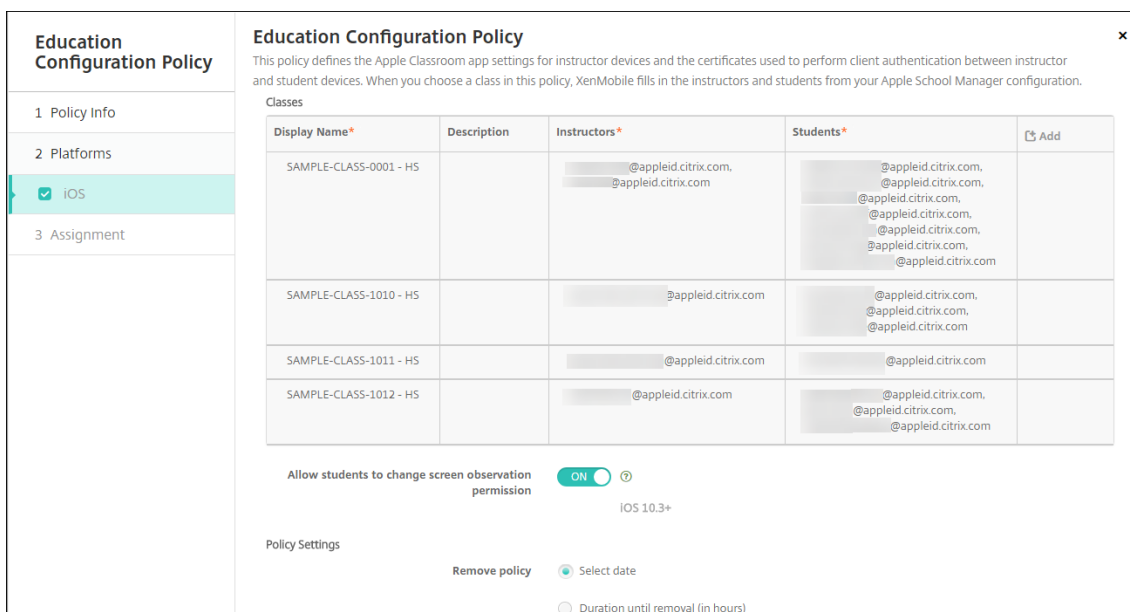 Education
Configuration Policy
1 Policy Info
2 Platforms
iOS
3 Assignment
Education Configuration Policy
×
This policy defines the Apple Classroom app settings for instructor devices and the certificates used to perform client authentication between instructor
and student devices. When you choose a class in this policy, XenMobile fills in the instructors and students from your Apple School Manager configuration.
Classes
Display Name* Description Instructors* Students* Add
SAMPLE-CLASS-0001 - HS
@appleid.citrix.com,
@appleid.citrix.com
@appleid.citrix.com,
@appleid.citrix.com,
@appleid.citrix.com,
@appleid.citrix.com,
@appleid.citrix.com,
@appleid.citrix.com,
@appleid.citrix.com
SAMPLE-CLASS-1010 - HS
@appleid.citrix.com
@appleid.citrix.com,
@appleid.citrix.com,
@appleid.citrix.com
SAMPLE-CLASS-1011 - HS
@appleid.citrix.com
@appleid.citrix.com
SAMPLE-CLASS-1012 - HS
@appleid.citrix.com
@appleid.citrix.com,
@appleid.citrix.com,
@appleid.citrix.com
Allow students to change screen observation
permission
ON ?
iOS 10.3+
Policy Settings
Remove policy
Select date
Duration until removal (in hours)